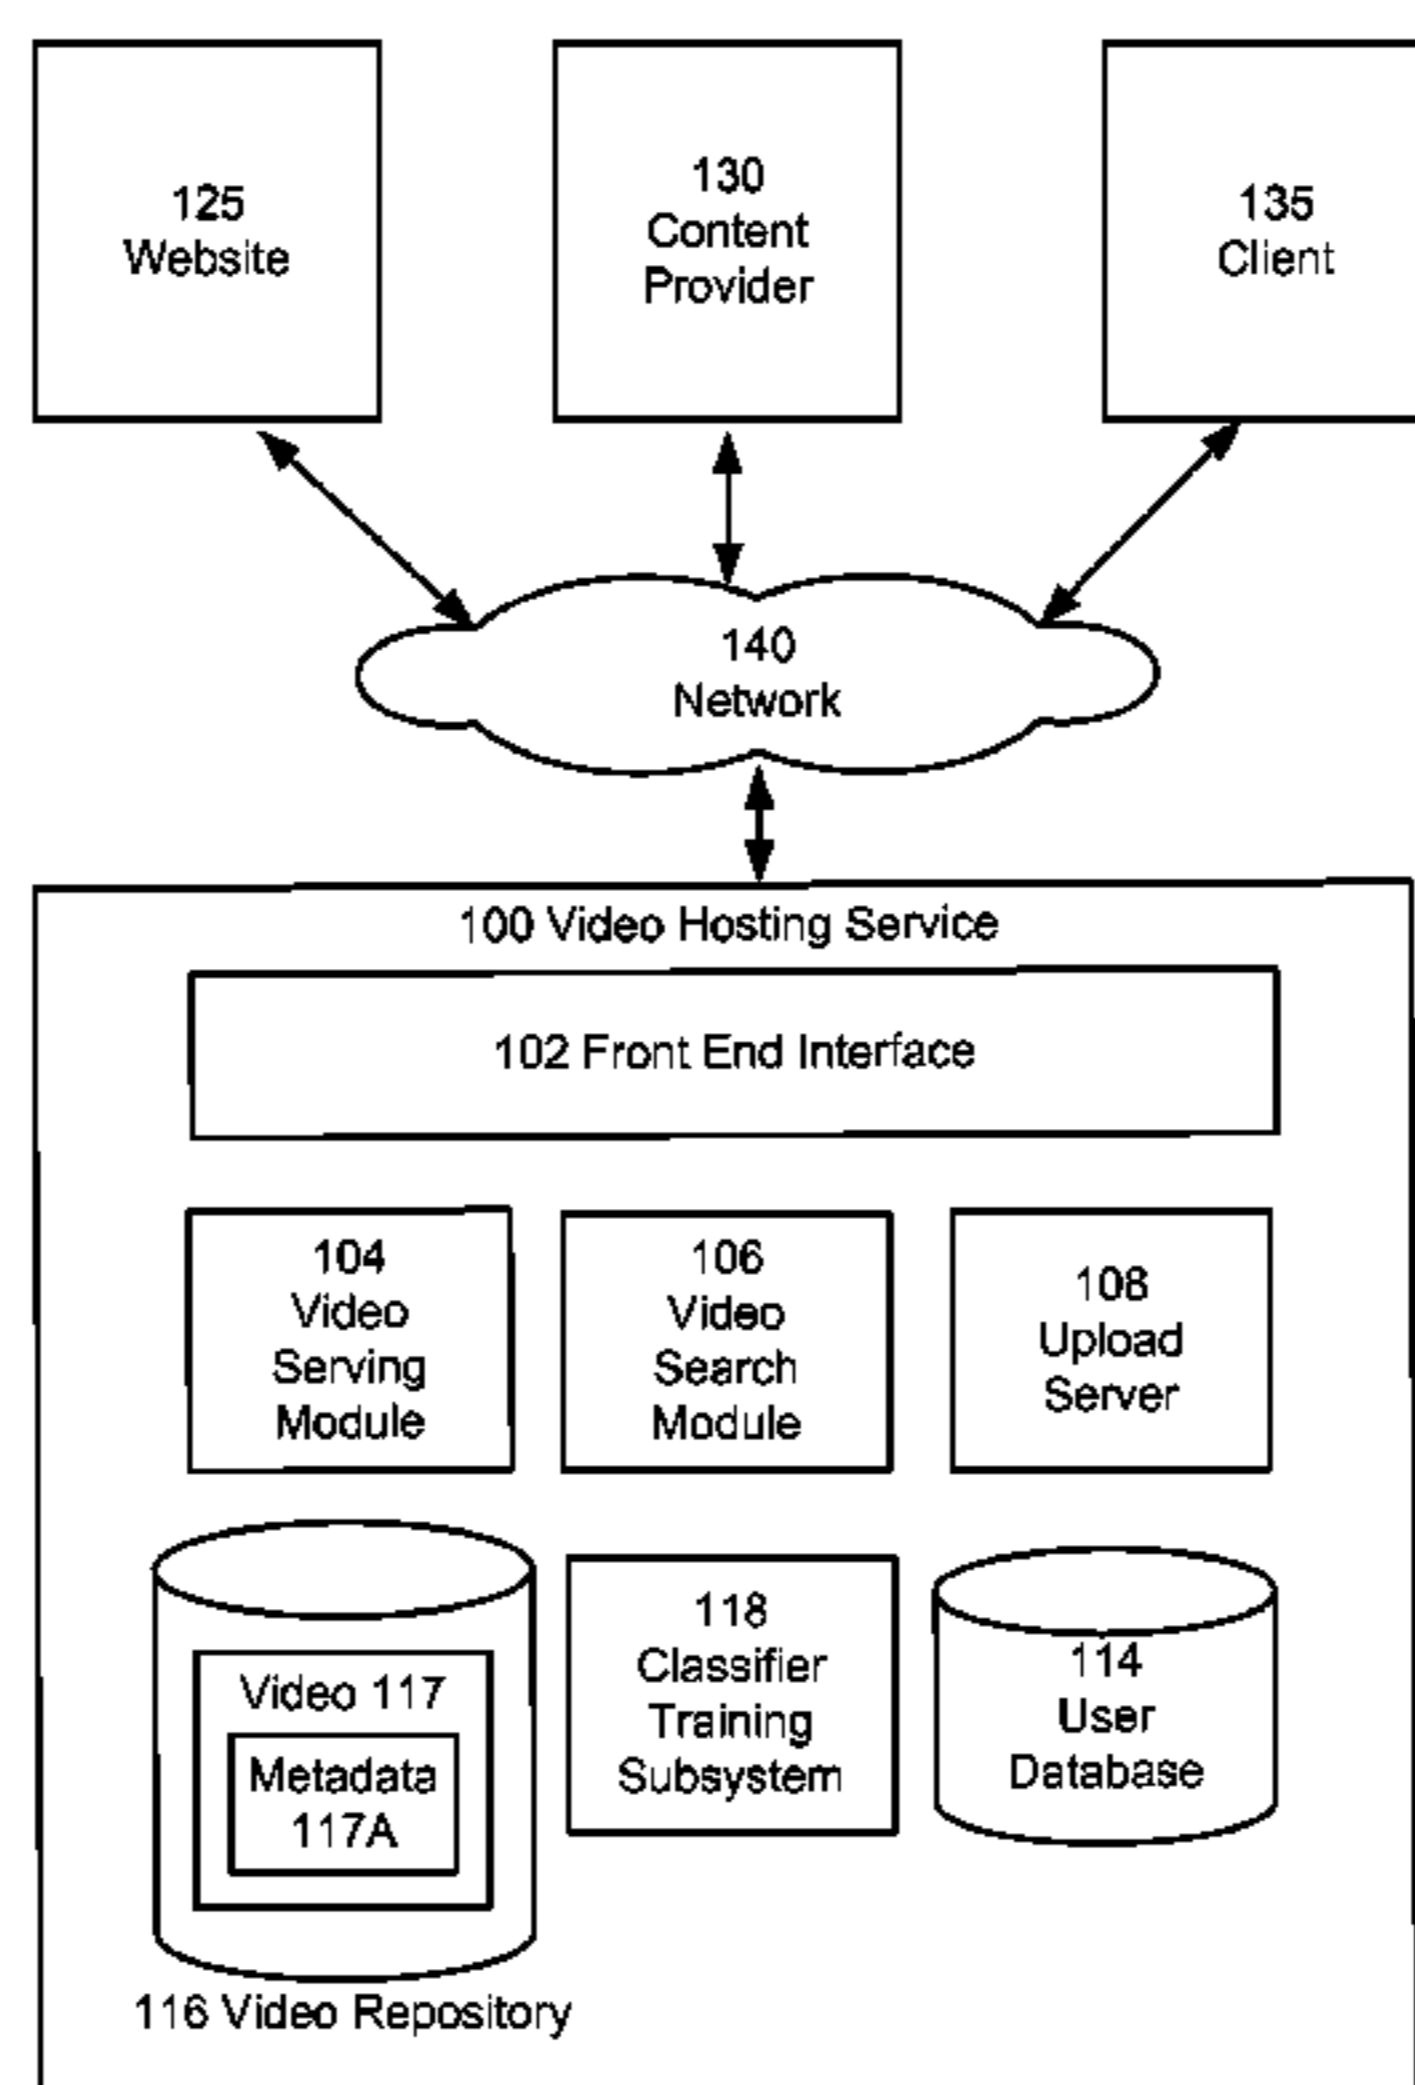 125
Website
130
Content
Provider
135
Client
140
Network
100 Video Hosting Service
102 Front End Interface
104
Video
Serving
Module
106
Video
Search
Module
108
Upload
Server
Video 117
Metadata
117A
116 Video Repository
118
Classifier
Training
Subsystem
114
User
Database